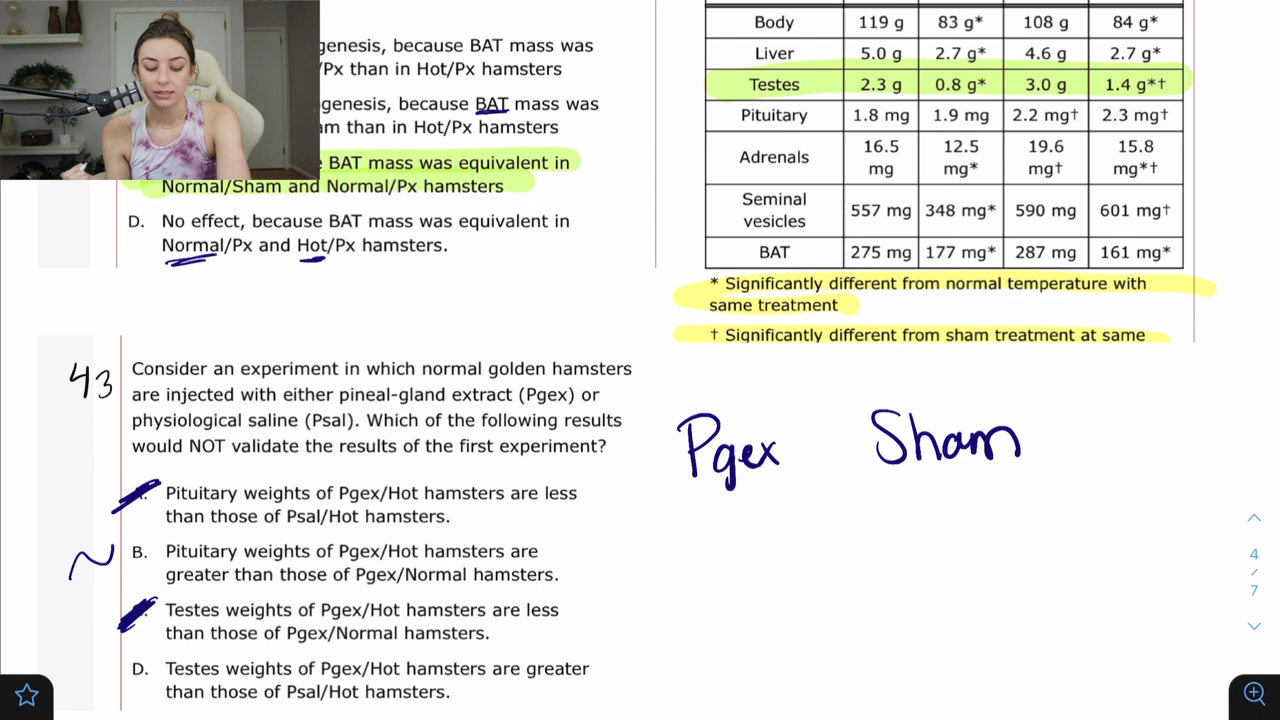 genesis, because BAT mass was
/Px than in Hot/Px hamsters
genesis, because BAT mass was
am than in Hot/Px hamsters
BAT mass was equivalent in
Normal/Sham and Normal/Px hamsters
D. No effect, because BAT mass was equivalent in
Normal/Px and Hot/Px hamsters.
Body 119 g 83 g* 108 g 84 g*
Liver 5.0 g 2.7 g* 4.6 g 2.7 g*
Testes 2.3 g 0.8 g* 3.0 g 1.4 g*†
Pituitary 1.8 mg 1.9 mg 2.2 mg† 2.3 mg†
Adrenals 16.5 mg 12.5 mg* 19.6 mg† 15.8 mg*†
Seminal vesicles 557 mg 348 mg* 590 mg 601 mg†
BAT 275 mg 177 mg* 287 mg 161 mg*
* Significantly different from normal temperature with
same treatment
† Significantly different from sham treatment at same
43
Consider an experiment in which normal golden hamsters
are injected with either pineal-gland extract (Pgex) or
physiological saline (Psal). Which of the following results
would NOT validate the results of the first experiment?
Pituitary weights of Pgex/Hot hamsters are less
than those of Psal/Hot hamsters.
B. Pituitary weights of Pgex/Hot hamsters are
greater than those of Pgex/Normal hamsters.
Testes weights of Pgex/Hot hamsters are less
than those of Pgex/Normal hamsters.
D. Testes weights of Pgex/Hot hamsters are greater
than those of Psal/Hot hamsters.
Pgex Sham
4
/
7